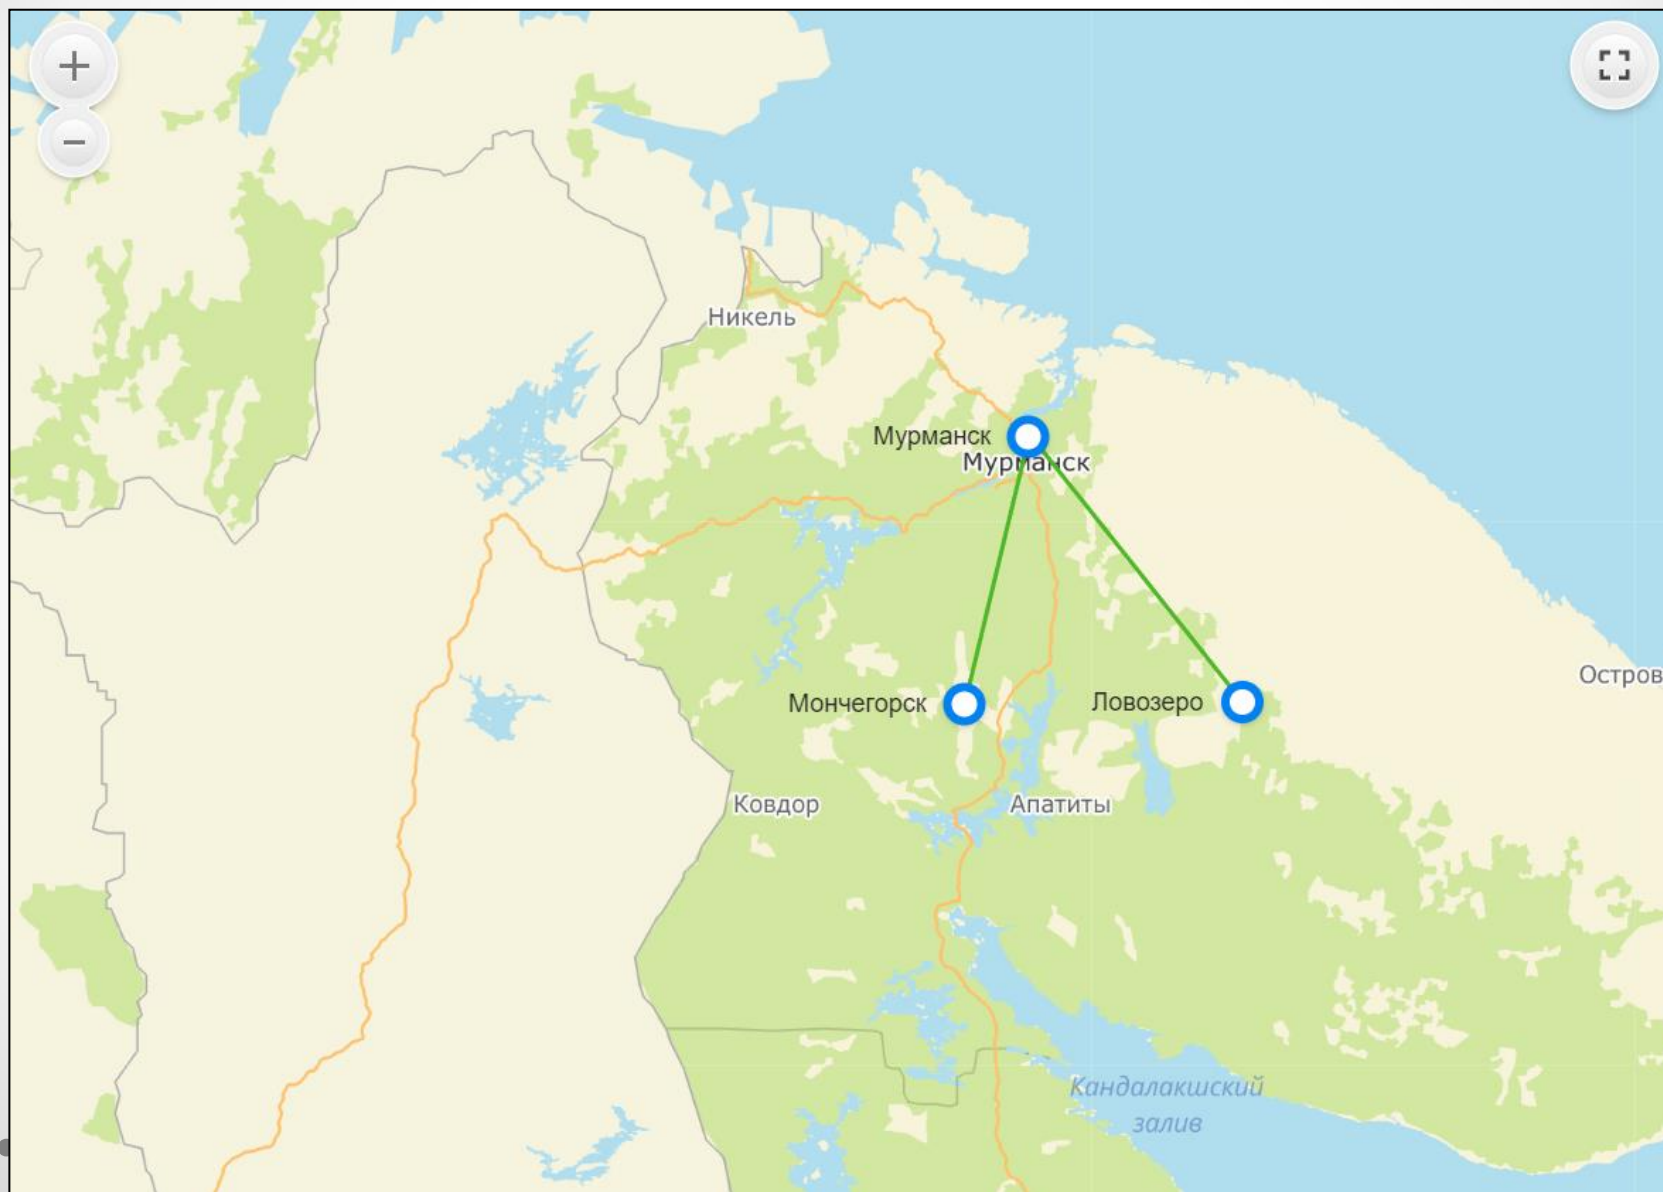 Никель
Мурманск
Мурманск
Остров
Мончегорск
Ловозеро
Ковдор
Апатиты
Кандалакшский
залив